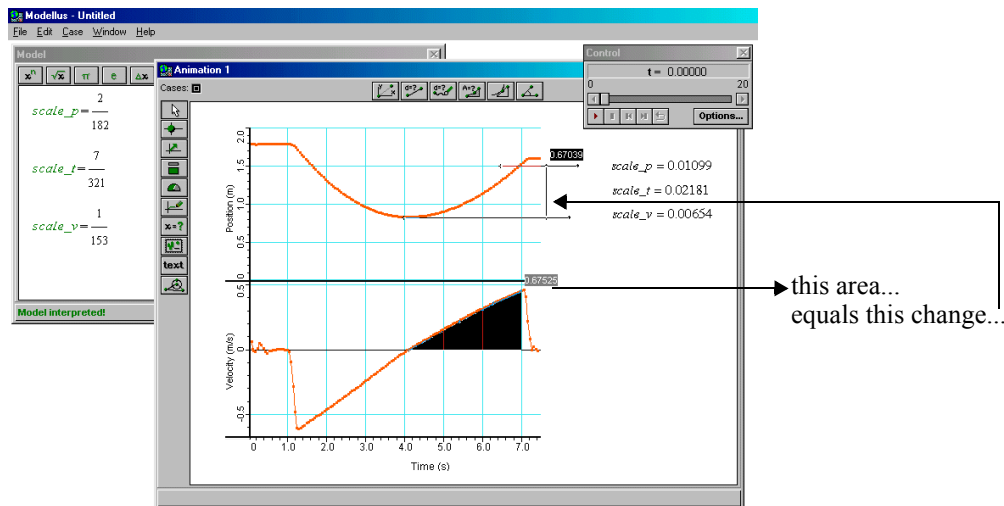 Modellus - Untitled
File Edit Case Window Help
Model
xⁿ √x π e Δx
scale_p = 2/182
scale_t = 7/321
scale_v = 1/153
Model interpreted!
Animation 1
Cases:
x=?
text
Control
t = 0.00000
0 20
Options...
2.0
1.5
1.0
0.5
0
Position (m)
0.67039
scale_p = 0.01099
scale_t = 0.02181
scale_v = 0.00654
0.67525
this area...
equals this change...
0.5
0
-0.5
Velocity (m/s)
0 1.0 2.0 3.0 4.0 5.0 6.0 7.0
Time (s)